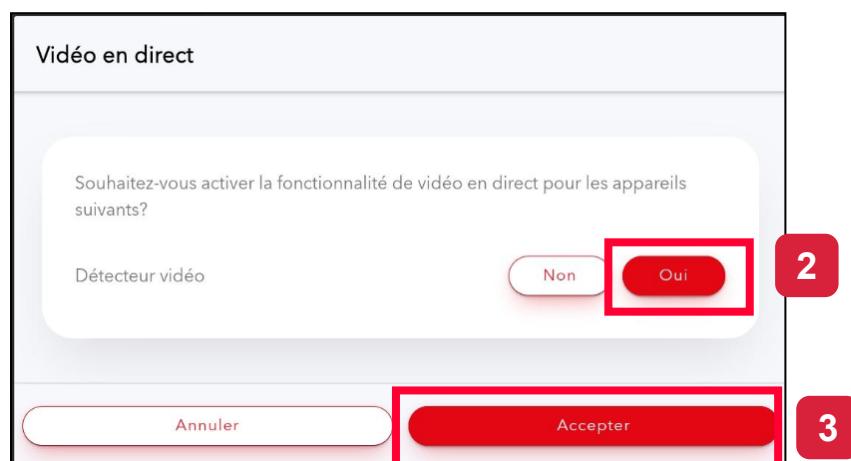 Vidéo en direct
Souhaitez-vous activer la fonctionnalité de vidéo en direct pour les appareils
suivants?
Détecteur vidéo Non Oui 2
Annuler Accepter 3